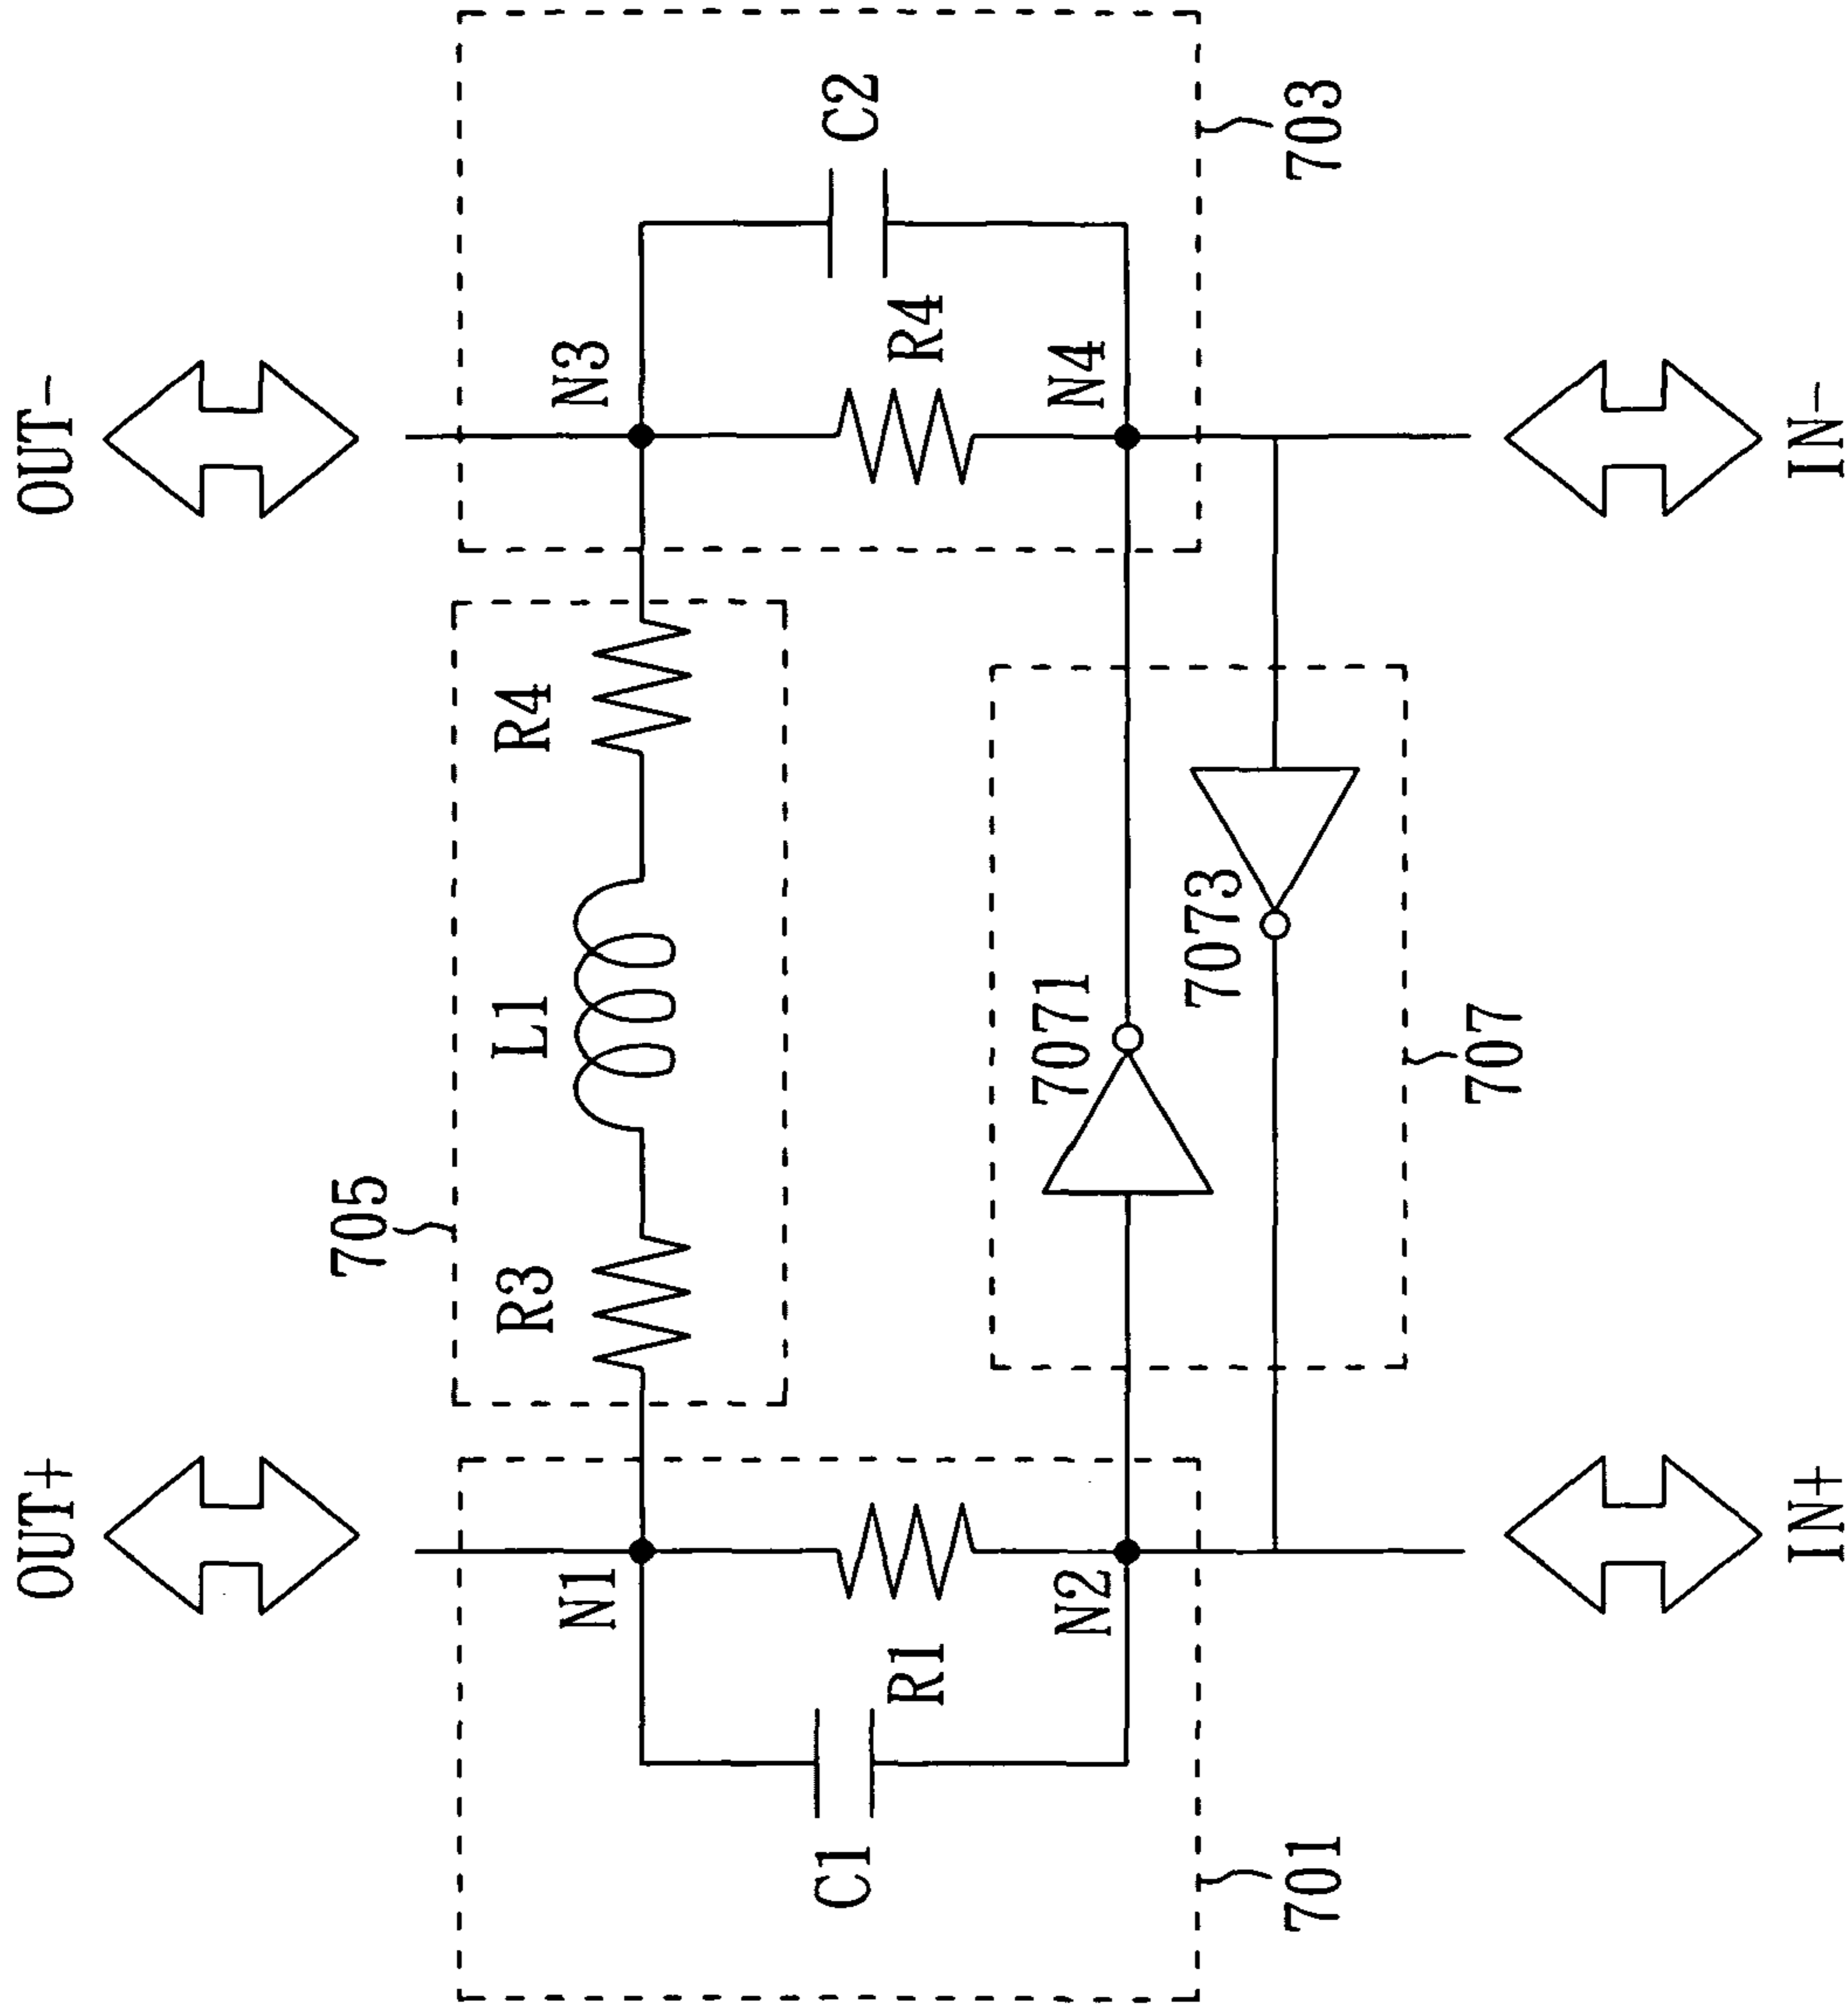 OUT+
OUT-
705
R3
L1
R4
N1
N3
C1
R1
C2
R4
N2
N4
7071
7073
701
707
703
IN+
IN-